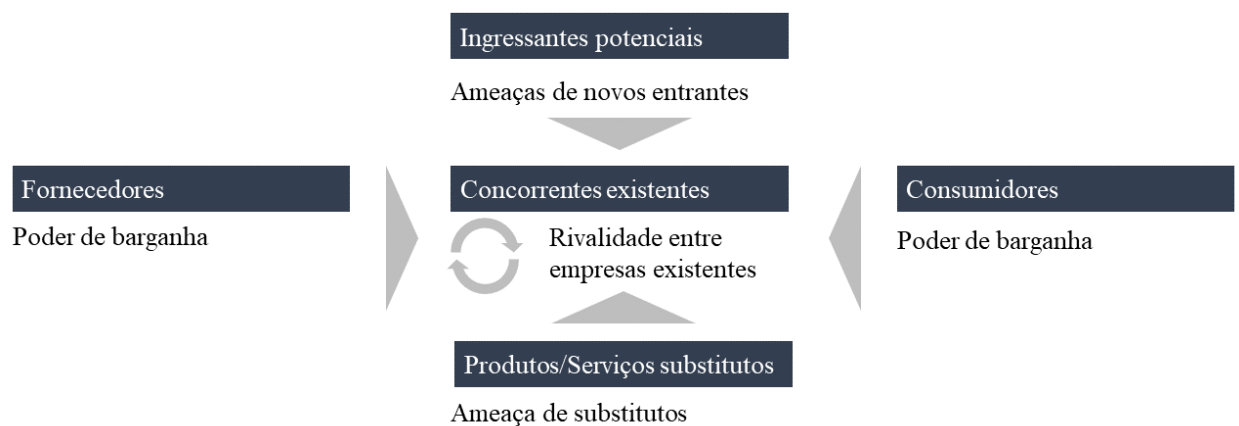 Ingressantes potenciais
Ameaças de novos entrantes
Fornecedores
Poder de barganha
Concorrentes existentes
Rivalidade entre
empresas existentes
Consumidores
Poder de barganha
Produtos/Serviços substitutos
Ameaça de substitutos